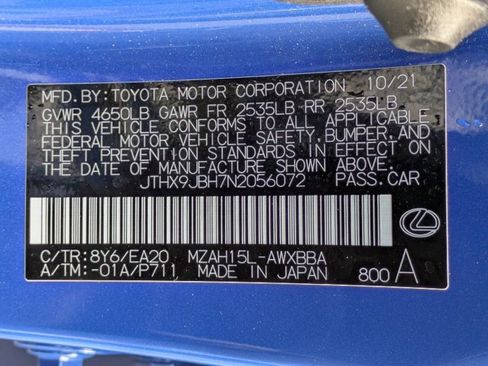 MFD.BY:TOYOTA MOTOR CORPORATION 10/21
GVWR 4650LB GAWR FR 2535LB RR 2535LB
THIS VEHICLE CONFORMS TO ALL APPLICABLE
FEDERAL MOTOR VEHICLE SAFETY,BUMPER,AND
THEFT PREVENTION STANDARDS IN EFFECT ON
THE DATE OF MANUFACTURE SHOWN ABOVE.
JTHX9JBH7N2056072 PASS.CAR
C/TR:8Y6/EA20 MZAH15L-AWXBBA
A/TM:-01A/P711 MADE IN JAPAN 800 A